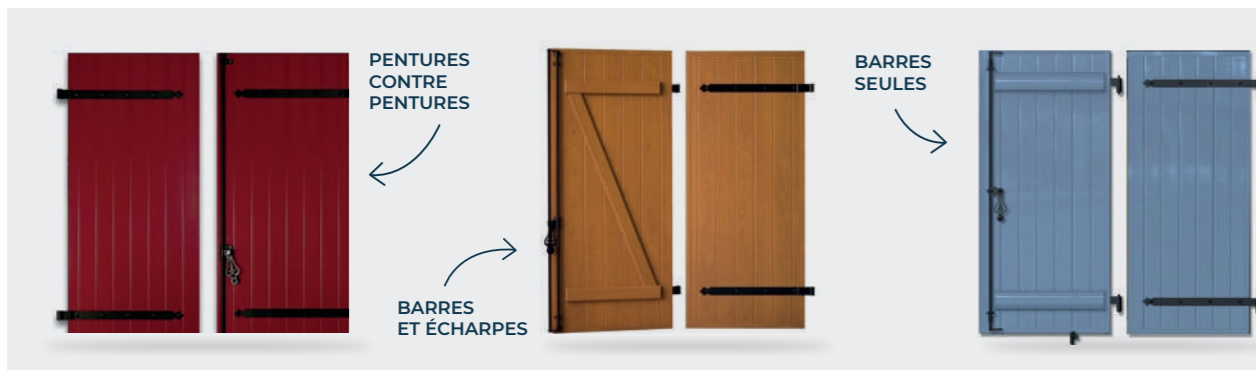 PENTURES
CONTRE
PENTURES
BARRES
ET ÉCHARPES
BARRES
SEULES